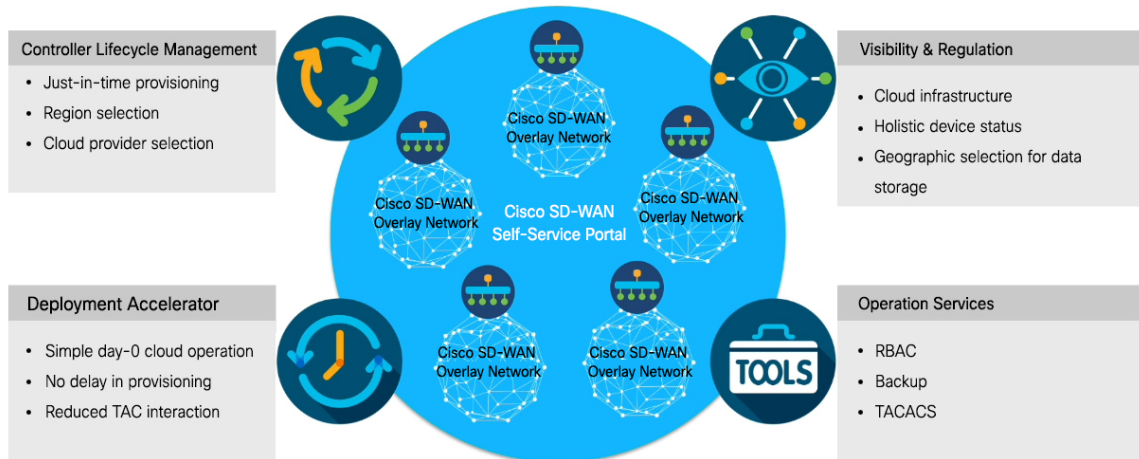 Controller Lifecycle Management
Just-in-time provisioning
Region selection
Cloud provider selection
Visibility & Regulation
Cloud infrastructure
Holistic device status
Geographic selection for data
storage
Cisco SD-WAN
Overlay Network
Cisco SD-WAN
Overlay Network
Cisco SD-WAN
Overlay Network
Cisco SD-WAN
Self-Service Portal
Cisco SD-WAN
Overlay Network
Cisco SD-WAN
Overlay Network
Deployment Accelerator
Simple day-0 cloud operation
No delay in provisioning
Reduced TAC interaction
TOOLS
Operation Services
RBAC
Backup
TACACS